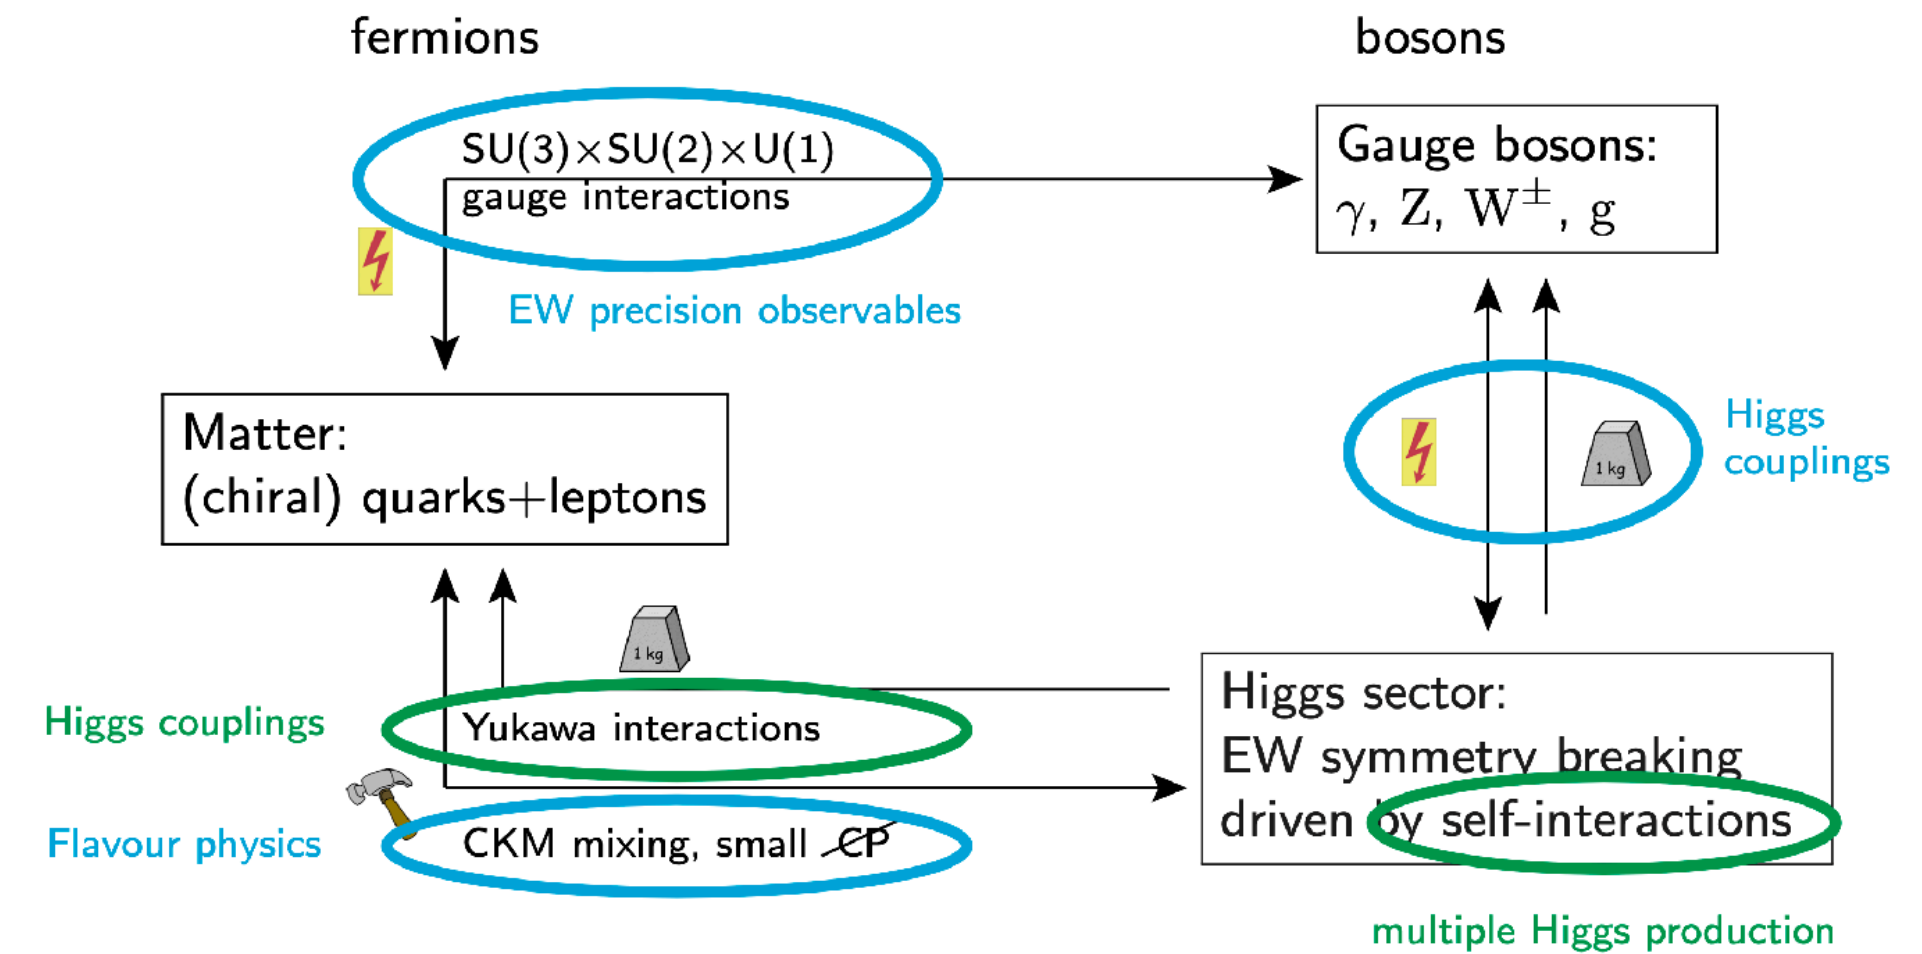 fermions
bosons
SU(3)×SU(2)×U(1)
gauge interactions
EW precision observables
Gauge bosons:
γ, Z, W±, g
Matter:
(chiral) quarks+leptons
Higgs
couplings
1 kg
1 kg
Higgs couplings
Yukawa interactions
Flavour physics
CKM mixing, small CP
Higgs sector:
EW symmetry breaking
driven by self-interactions
multiple Higgs production